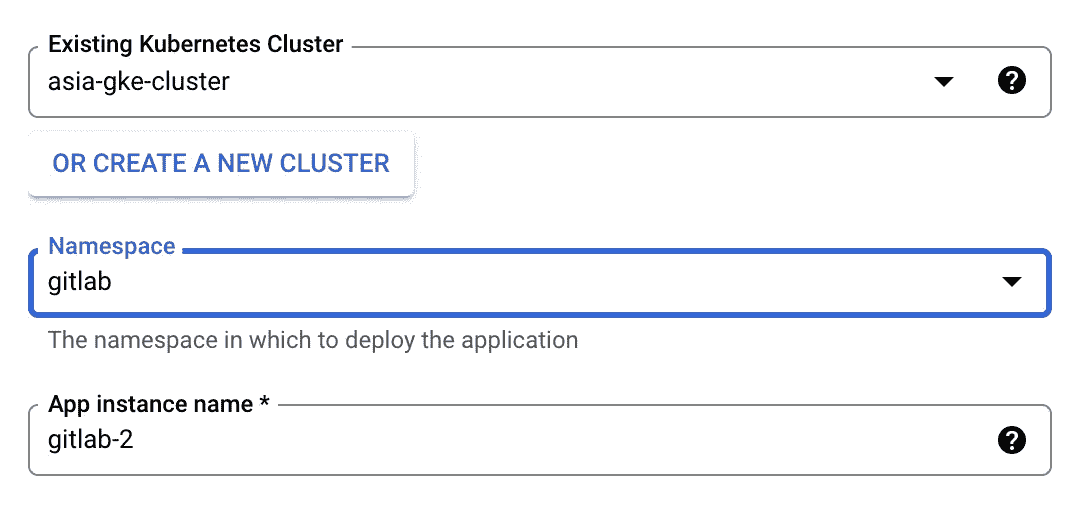 Existing Kubernetes Cluster
asia-gke-cluster
OR CREATE A NEW CLUSTER
Namespace
gitlab
The namespace in which to deploy the application
App instance name *
gitlab-2